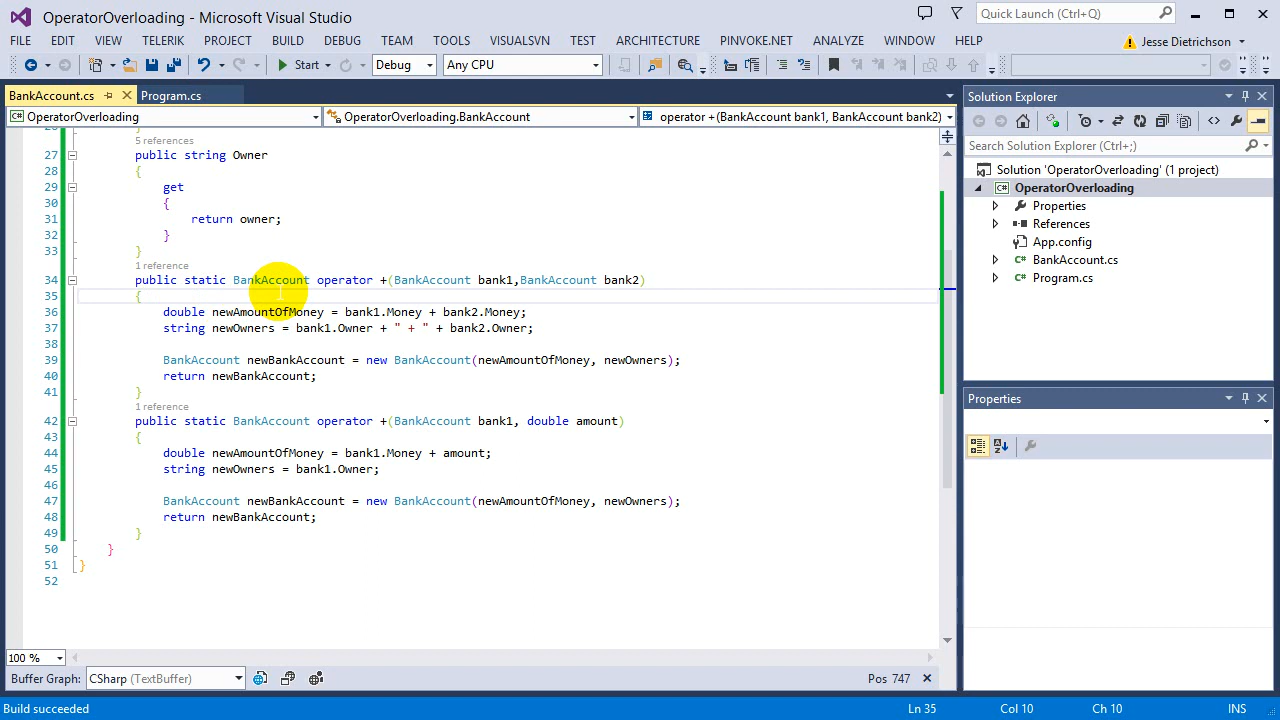 OperatorOverloading - Microsoft Visual Studio
Quick Launch (Ctrl+Q)
FILE EDIT VIEW TELERIK PROJECT BUILD DEBUG TEAM TOOLS VISUALSVN TEST ARCHITECTURE PINVOKE.NET ANALYZE WINDOW HELP Jesse Dietrichson
Start Debug Any CPU
BankAccount.cs Program.cs
OperatorOverloading OperatorOverloading.BankAccount operator +(BankAccount bank1, BankAccount bank2)
5 references
27 public string Owner
28 {
29 get
30 {
31 return owner;
32 }
33 }
1 reference
34 public static BankAccount operator +(BankAccount bank1,BankAccount bank2)
35 {
36 double newAmountOfMoney = bank1.Money + bank2.Money;
37 string newOwners = bank1.Owner + " + " + bank2.Owner;
38
39 BankAccount newBankAccount = new BankAccount(newAmountOfMoney, newOwners);
40 return newBankAccount;
41 }
1 reference
42 public static BankAccount operator +(BankAccount bank1, double amount)
43 {
44 double newAmountOfMoney = bank1.Money + amount;
45 string newOwners = bank1.Owner;
46
47 BankAccount newBankAccount = new BankAccount(newAmountOfMoney, newOwners);
48 return newBankAccount;
49 }
50 }
51 }
52
100 %
Buffer Graph: CSharp (TextBuffer) Pos 747
Solution Explorer
Search Solution Explorer (Ctrl+;)
Solution 'OperatorOverloading' (1 project)
OperatorOverloading
Properties
References
App.config
BankAccount.cs
Program.cs
Properties
Build succeeded Ln 35 Col 10 Ch 10 INS